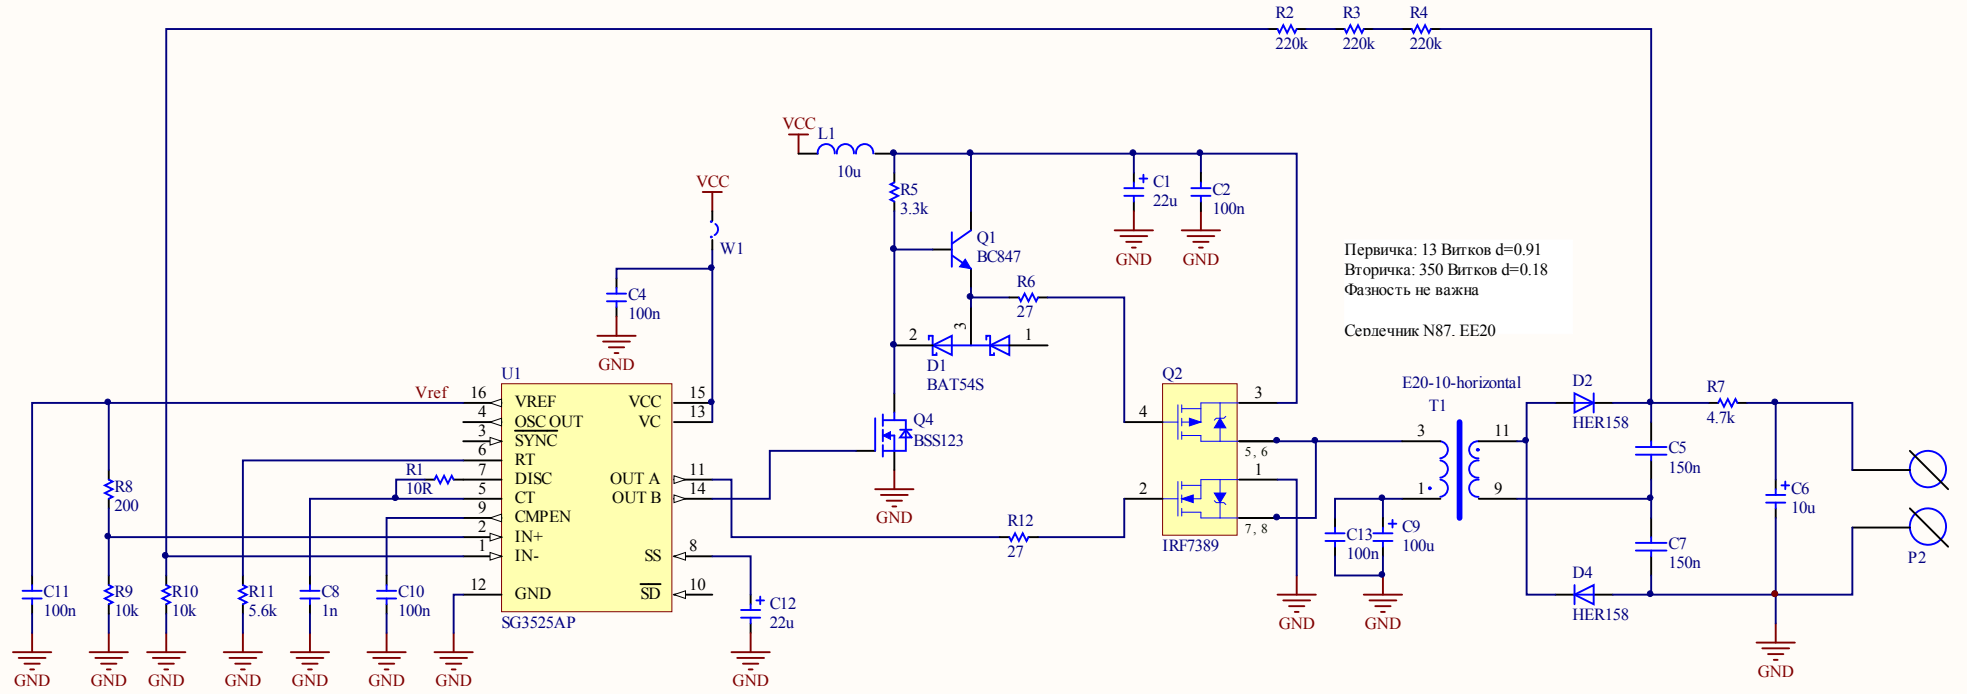 R2
220k
R3
220k
R4
220k
VCC
L1
10u
VCC
W1
R5
3.3k
C1
22u
C2
100n
GND
GND
Q1
BC847
C4
100n
GND
R6
27
2
3
1
D1
BAT54S
Первичка: 13 Витков d=0.91
Вторичка: 350 Витков d=0.18
Фазность не важна
Сердечник N87. EE20
U1
Vref
16
VREF
4
OSC OUT
3
SYNC
6
RT
7
DISC
5
CT
9
CMPEN
2
IN+
1
IN-
12
GND
VCC
15
VC
13
OUT A
11
OUT B
14
SS
8
SD
10
SG3525AP
R1
10R
R8
200
Q4
BSS123
GND
R12
27
Q2
4
3
5, 6
2
1
7, 8
IRF7389
E20-10-horizontal
T1
3
11
1
9
C13
100n
C9
100u
GND
GND
D2
HER158
D4
HER158
R7
4.7k
C5
150n
C7
150n
C6
10u
P2
GND
C11
100n
R9
10k
R10
10k
R11
5.6k
C8
1n
C10
100n
C12
22u
GND
GND
GND
GND
GND
GND
GND
GND